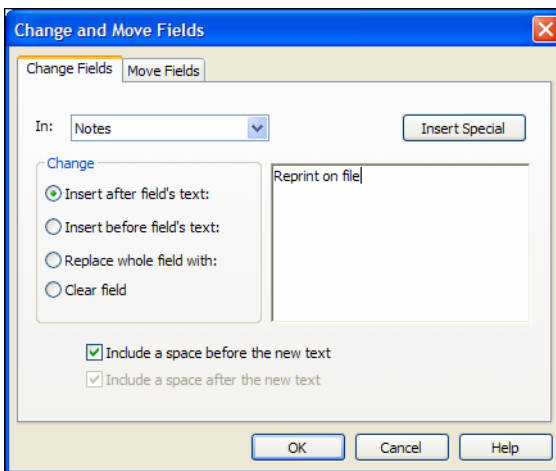 Change and Move Fields
Change Fields Move Fields
In: Notes Insert Special
Change
Insert after field's text:
Insert before field's text:
Replace whole field with:
Clear field
Reprint on file
Include a space before the new text
Include a space after the new text
OK Cancel Help